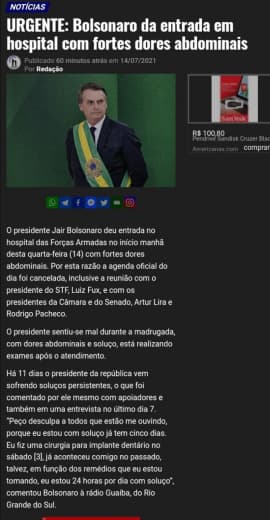 NOTÍCIAS
URGENTE: Bolsonaro da entrada em
hospital com fortes dores abdominais
Publicado 60 minutos atrás em 14/07/2021
Por Redação
SanDisk
R$ 100,80
Pendrive Sandisk Cruzer Blac
Americanas.com comprar
O presidente Jair Bolsonaro deu entrada no
hospital das Forças Armadas no início manhã
desta quarta-feira (14) com fortes dores
abdominais. Por esta razão a agenda oficial do
dia foi cancelada, inclusive a reunião com o
presidente do STF, Luiz Fux, e com os
presidentes da Câmara e do Senado, Artur Lira e
Rodrigo Pacheco.
O presidente sentiu-se mal durante a madrugada,
com dores abdominais e soluço, está realizando
exames após o atendimento.
Há 11 dias o presidente da república vem
sofrendo soluços persistentes, o que foi
comentado por ele mesmo com apoiadores e
também em uma entrevista no último dia 7.
"Peço desculpa a todos que estão me ouvindo,
porque eu estou com soluço já tem cinco dias.
Eu fiz uma cirurgia para implante dentário no
sábado [3], já aconteceu comigo no passado,
talvez, em função dos remédios que eu estou
tomando, eu estou 24 horas por dia com soluço",
comentou Bolsonaro à rádio Guaíba, do Rio
Grande do Sul.